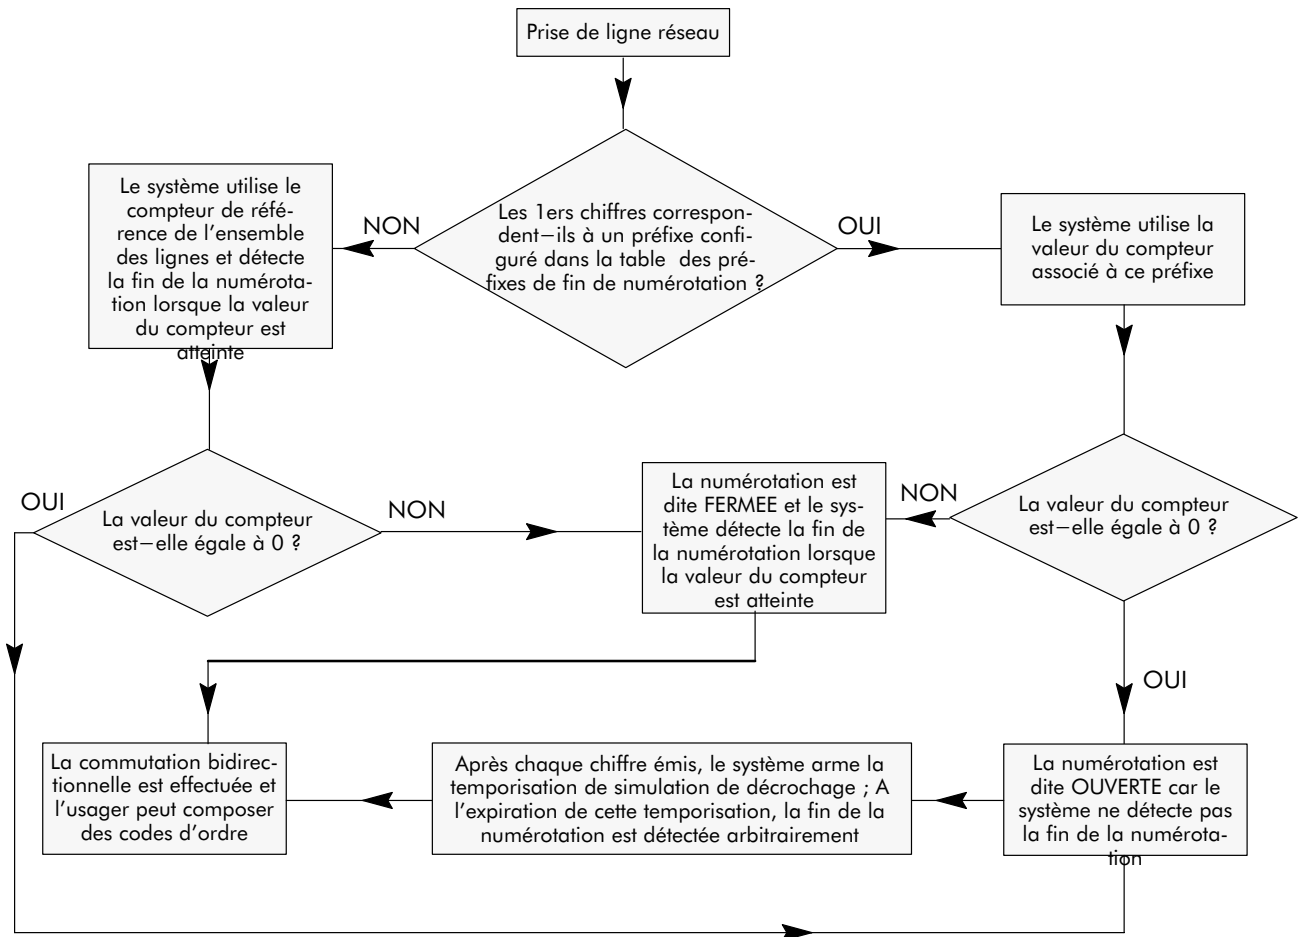 Prise de ligne réseau
Les 1ers chiffres correspon-
dent–ils à un préfixe confi-
guré dans la table  des pré-
fixes de fin de numérotation ?
NON
OUI
Le système utilise le
compteur de réfé-
rence de l'ensemble
des lignes et détecte
la fin de la numérota-
tion lorsque la valeur
du compteur est
atteinte
Le système utilise la
valeur du compteur
associé à ce préfixe
OUI
La valeur du compteur
est–elle égale à 0 ?
NON
La numérotation est
dite FERMEE et le sys-
tème détecte la fin de
la numérotation lorsque
la valeur du compteur
est atteinte
NON
La valeur du compteur
est–elle égale à 0 ?
OUI
La commutation bidirec-
tionnelle est effectuée et
l'usager peut composer
des codes d'ordre
Après chaque chiffre émis, le système arme la
temporisation de simulation de décrochage ; A
l'expiration de cette temporisation, la fin de la
numérotation est détectée arbitrairement
La numérotation est
dite OUVERTE car le
système ne détecte pas
la fin de la numérota-
tion